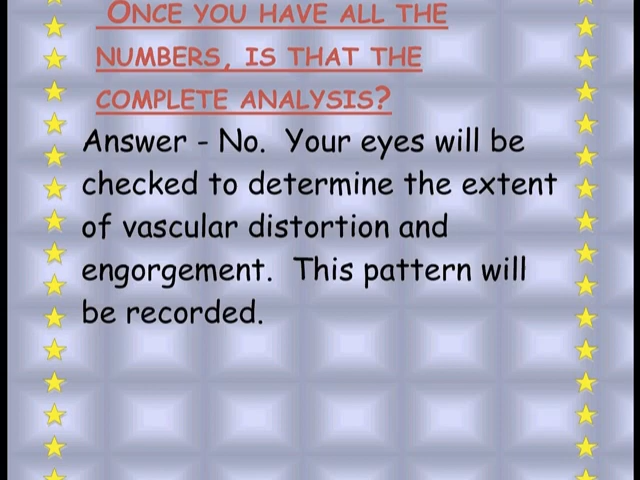 Once you have all the
numbers, is that the
complete analysis?
Answer - No.  Your eyes will be
checked to determine the extent
of vascular distortion and
engorgement.  This pattern will
be recorded.